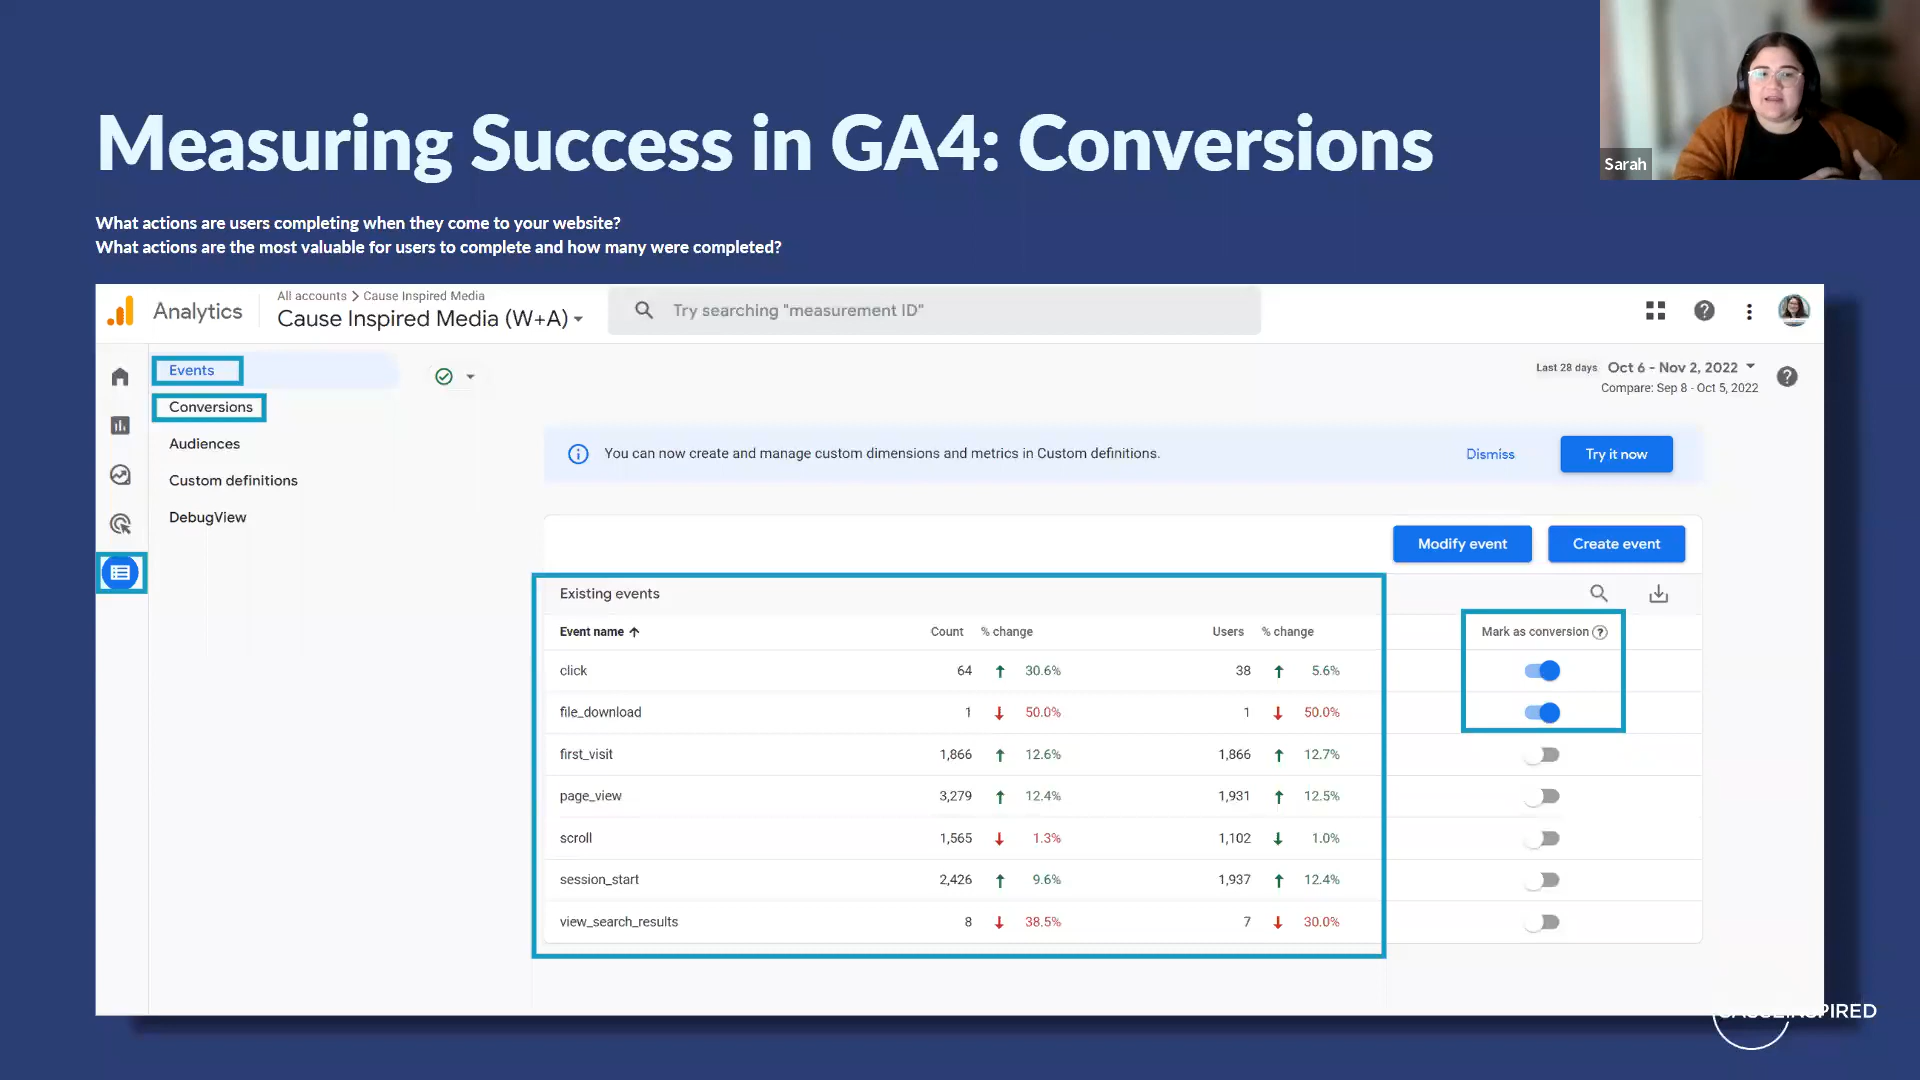 Measuring Success in GA4: Conversions
Sarah
What actions are users completing when they come to your website?
What actions are the most valuable for users to complete and how many were completed?
Analytics
All accounts > Cause Inspired Media
Cause Inspired Media (W+A)
Try searching "measurement ID"
Events
Conversions
Audiences
Custom definitions
DebugView
Last 28 days Oct 6 - Nov 2, 2022
Compare: Sep 8 - Oct 5, 2022
You can now create and manage custom dimensions and metrics in Custom definitions.
Dismiss
Try it now
Modify event
Create event
Existing events
Event name Count % change Users % change Mark as conversion
click 64 30.6% 38 5.6%
file_download 1 50.0% 1 50.0%
first_visit 1,866 12.6% 1,866 12.7%
page_view 3,279 12.4% 1,931 12.5%
scroll 1,565 1.3% 1,102 1.0%
session_start 2,426 9.6% 1,937 12.4%
view_search_results 8 38.5% 7 30.0%
CAUSEINSPIRED